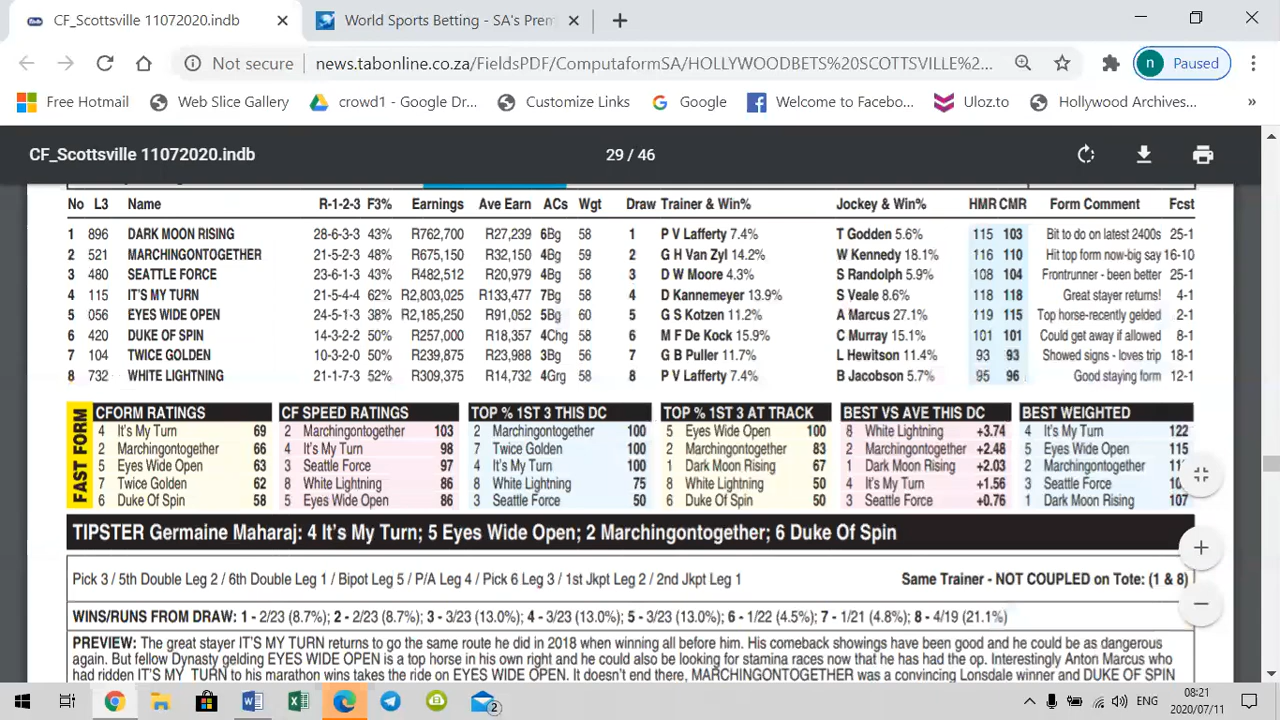 CF_Scottsville 11072020.indb
World Sports Betting - SA's Prem
Not secure news.tabonline.co.za/FieldsPDF/ComputaformSA/HOLLYWOODBETS%20SCOTTSVILLE%2... n Paused
Free Hotmail Web Slice Gallery crowd1 - Google Dr... Customize Links Google Welcome to Facebo... Uloz.to Hollywood Archives... »
CF_Scottsville 11072020.indb 29 / 46
No L3 Name R-1-2-3 F3% Earnings Ave Earn ACs Wgt Draw Trainer & Win% Jockey & Win% HMR CMR Form Comment Fcst
1 896 DARK MOON RISING 28-6-3-3 43% R762,700 R27,239 6Bg 58 1 P V Lafferty 7.4% T Godden 5.6% 115 103 Bit to do on latest 2400s 25-1
2 521 MARCHINGONTOGETHER 21-5-2-3 48% R675,150 R32,150 4Bg 59 2 G H Van Zyl 14.2% W Kennedy 18.1% 116 110 Hit top form now-big say 16-10
3 480 SEATTLE FORCE 23-6-1-3 43% R482,512 R20,979 4Bg 58 3 D W Moore 4.3% S Randolph 5.9% 108 104 Frontrunner - been better 25-1
4 115 IT'S MY TURN 21-5-4-4 62% R2,803,025 R133,477 7Bg 58 4 D Kannemeyer 13.9% S Veale 8.6% 118 118 Great stayer returns! 4-1
5 056 EYES WIDE OPEN 24-5-1-3 38% R2,185,250 R91,052 5Bg 60 5 G S Kotzen 11.2% A Marcus 27.1% 119 115 Top horse-recently gelded 2-1
6 420 DUKE OF SPIN 14-3-2-2 50% R257,000 R18,357 4Chg 58 6 M F De Kock 15.9% C Murray 15.1% 101 101 Could get away if allowed 8-1
7 104 TWICE GOLDEN 10-3-2-0 50% R239,875 R23,988 3Bg 56 7 G B Puller 11.7% L Hewitson 11.4% 93 93 Showed signs - loves trip 18-1
8 732 WHITE LIGHTNING 21-1-7-3 52% R309,375 R14,732 4Grg 58 8 P V Lafferty 7.4% B Jacobson 5.7% 95 96 Good staying form 12-1
FAST FORM
CFORM RATINGS CF SPEED RATINGS TOP % 1ST 3 THIS DC TOP % 1ST 3 AT TRACK BEST VS AVE THIS DC BEST WEIGHTED
4 It's My Turn 69 2 Marchingontogether 103 2 Marchingontogether 100 5 Eyes Wide Open 100 8 White Lightning +3.74 4 It's My Turn 122
2 Marchingontogether 66 4 It's My Turn 98 7 Twice Golden 100 2 Marchingontogether 83 2 Marchingontogether +2.48 5 Eyes Wide Open 115
5 Eyes Wide Open 63 3 Seattle Force 97 4 It's My Turn 100 1 Dark Moon Rising 67 1 Dark Moon Rising +2.03 2 Marchingontogether
7 Twice Golden 62 8 White Lightning 86 8 White Lightning 75 8 White Lightning 50 4 It's My Turn +1.56 3 Seattle Force
6 Duke Of Spin 58 5 Eyes Wide Open 86 3 Seattle Force 50 6 Duke Of Spin 50 3 Seattle Force +0.76 1 Dark Moon Rising 107
TIPSTER Germaine Maharaj: 4 It's My Turn; 5 Eyes Wide Open; 2 Marchingontogether; 6 Duke Of Spin
Pick 3 / 5th Double Leg 2 / 6th Double Leg 1 / Bipot Leg 5 / P/A Leg 4 / Pick 6 Leg 3 / 1st Jkpt Leg 2 / 2nd Jkpt Leg 1 Same Trainer - NOT COUPLED on Tote: (1 & 8)
WINS/RUNS FROM DRAW: 1 - 2/23 (8.7%); 2 - 2/23 (8.7%); 3 - 3/23 (13.0%); 4 - 3/23 (13.0%); 5 - 3/23 (13.0%); 6 - 1/22 (4.5%); 7 - 1/21 (4.8%); 8 - 4/19 (21.1%)
PREVIEW: The great stayer IT'S MY TURN returns to go the same route he did in 2018 when winning all before him. His comeback showings have been good and he could be as dangerous
again. But fellow Dynasty gelding EYES WIDE OPEN is a top horse in his own right and he could also be looking for stamina races now that he has had the op. Interestingly Anton Marcus who
had ridden IT'S MY TURN to his marathon wins takes the ride on EYES WIDE OPEN. It doesn't end there, MARCHINGONTOGETHER was a convincing Lonsdale winner and DUKE OF SPIN
2 ENG 08:21
2020/07/11